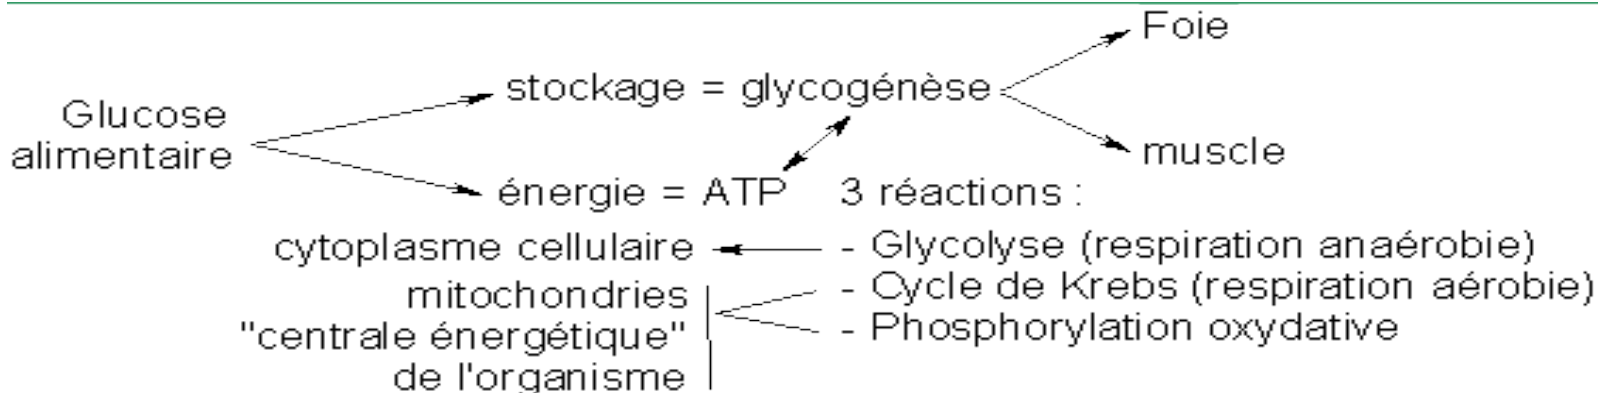 Foie
stockage = glycogénèse
Glucose
alimentaire
muscle
énergie = ATP 3 réactions :
cytoplasme cellulaire - Glycolyse (respiration anaérobie)
mitochondries - Cycle de Krebs (respiration aérobie)
"centrale énergétique" - Phosphorylation oxydative
de l'organisme